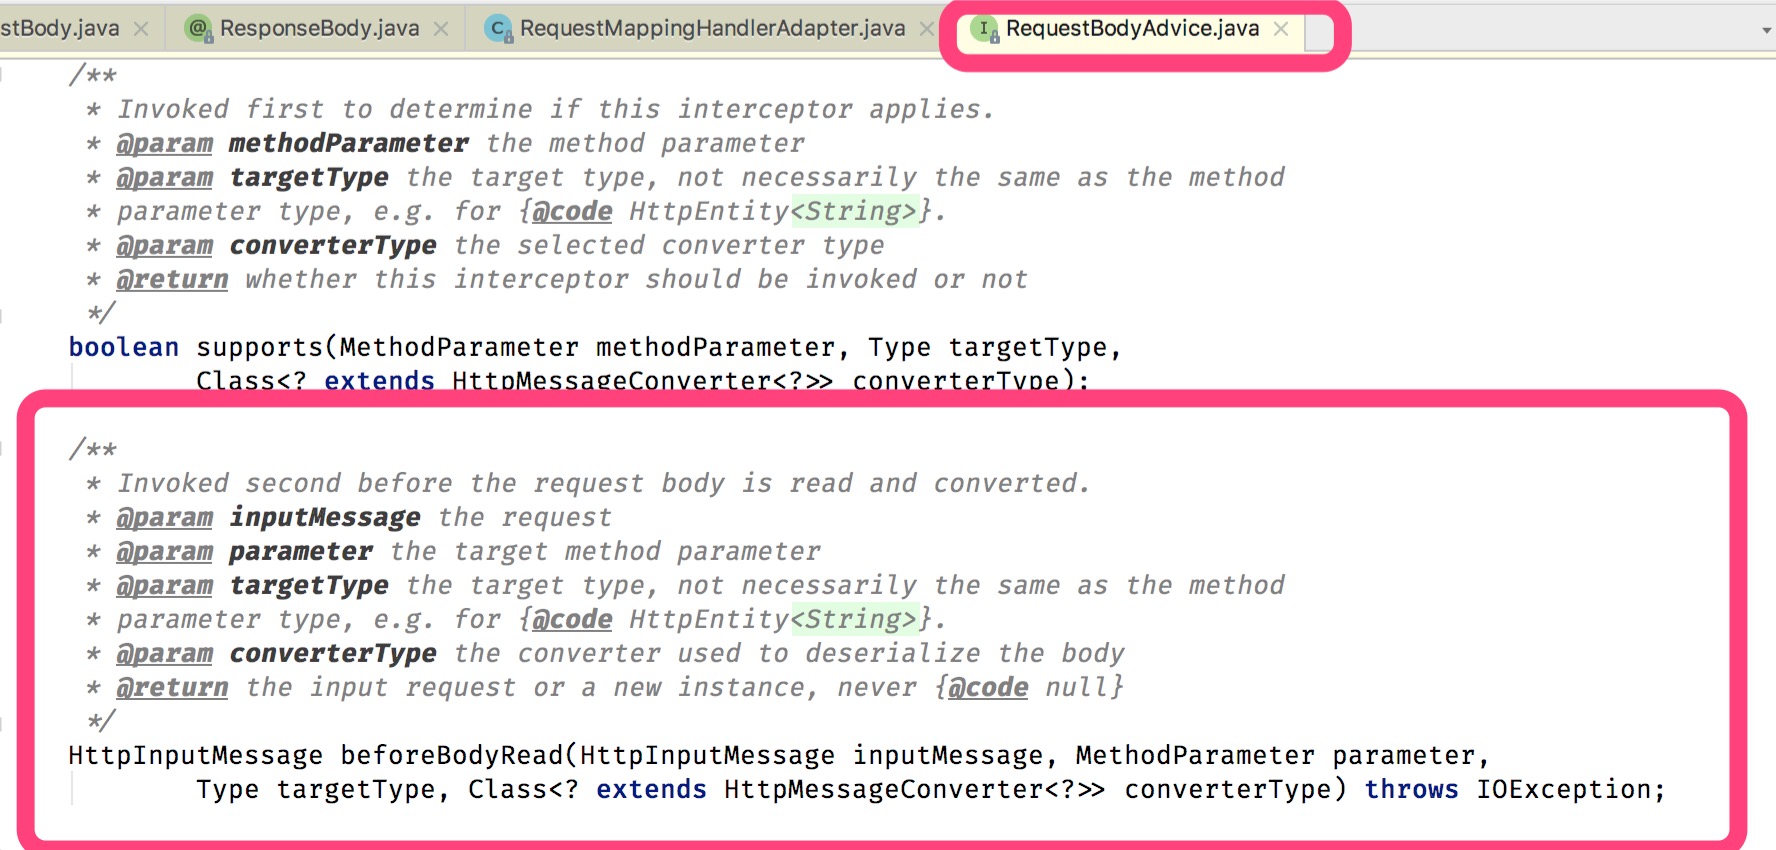 stBody.java × @ ResponseBody.java × C RequestMappingHandlerAdapter.java × I RequestBodyAdvice.java ×
/**
* Invoked first to determine if this interceptor applies.
* @param methodParameter the method parameter
* @param targetType the target type, not necessarily the same as the method
* parameter type, e.g. for {@code HttpEntity<String>}.
* @param converterType the selected converter type
* @return whether this interceptor should be invoked or not
*/
boolean supports(MethodParameter methodParameter, Type targetType,
Class<? extends HttpMessageConverter<?>> converterType);
/**
* Invoked second before the request body is read and converted.
* @param inputMessage the request
* @param parameter the target method parameter
* @param targetType the target type, not necessarily the same as the method
* parameter type, e.g. for {@code HttpEntity<String>}.
* @param converterType the converter used to deserialize the body
* @return the input request or a new instance, never {@code null}
*/
HttpInputMessage beforeBodyRead(HttpInputMessage inputMessage, MethodParameter parameter,
Type targetType, Class<? extends HttpMessageConverter<?>> converterType) throws IOException;